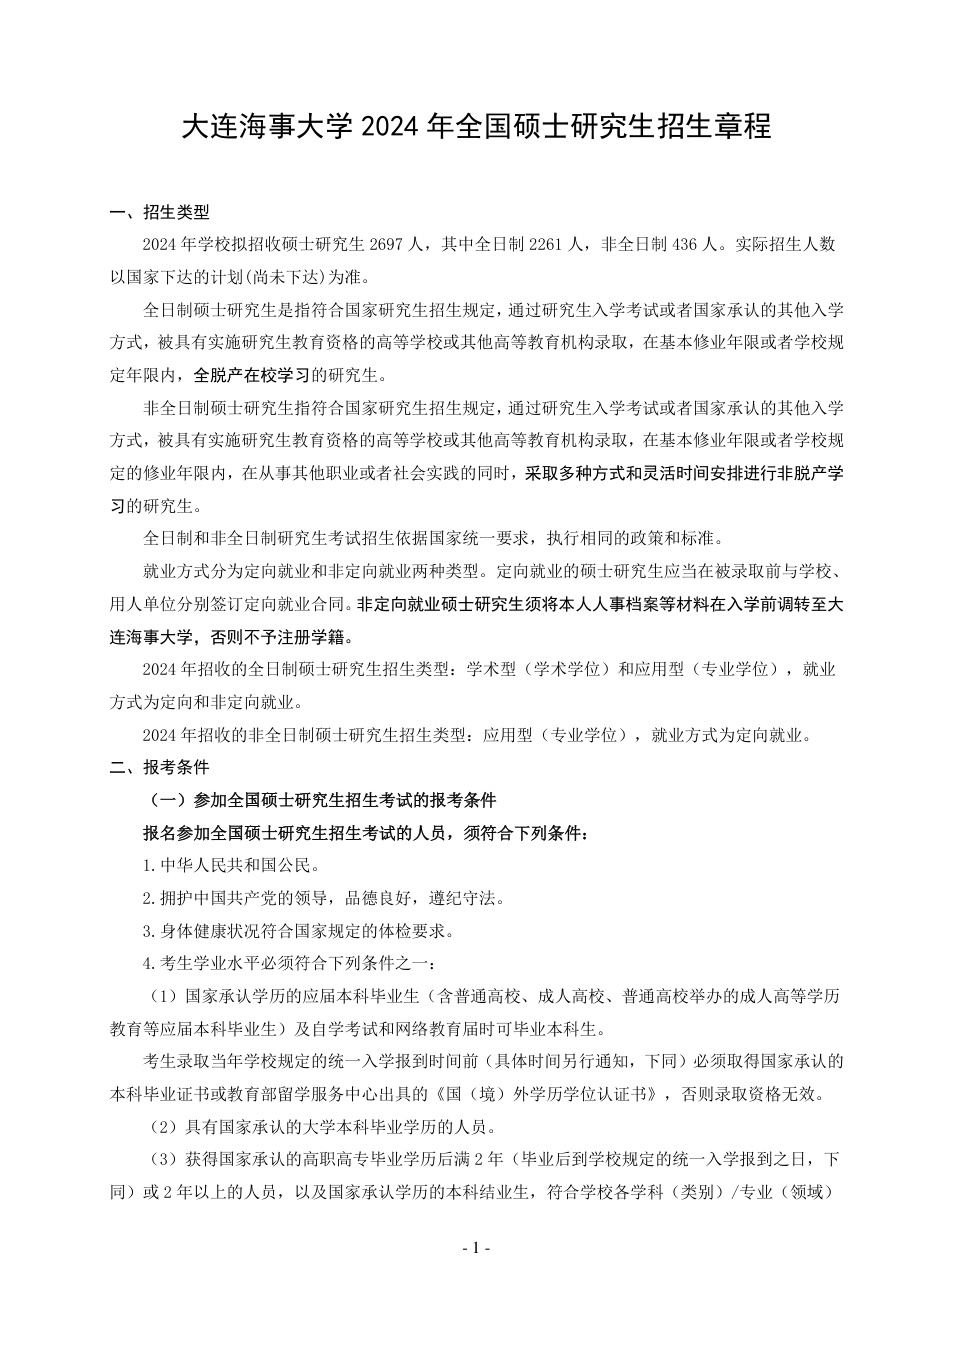 大连海事大学 2024 年全国硕士研究生招生章程
一、招生类型
2024 年学校拟招收硕士研究生 2697 人，其中全日制 2261 人，非全日制 436 人。实际招生人数
以国家下达的计划(尚未下达)为准。
全日制硕士研究生是指符合国家研究生招生规定，通过研究生入学考试或者国家承认的其他入学
方式，被具有实施研究生教育资格的高等学校或其他高等教育机构录取，在基本修业年限或者学校规
定年限内，全脱产在校学习的研究生。
非全日制硕士研究生指符合国家研究生招生规定，通过研究生入学考试或者国家承认的其他入学
方式，被具有实施研究生教育资格的高等学校或其他高等教育机构录取，在基本修业年限或者学校规
定的修业年限内，在从事其他职业或者社会实践的同时，采取多种方式和灵活时间安排进行非脱产学
习的研究生。
全日制和非全日制研究生考试招生依据国家统一要求，执行相同的政策和标准。
就业方式分为定向就业和非定向就业两种类型。定向就业的硕士研究生应当在被录取前与学校、
用人单位分别签订定向就业合同。非定向就业硕士研究生须将本人人事档案等材料在入学前调转至大
连海事大学，否则不予注册学籍。
2024 年招收的全日制硕士研究生招生类型：学术型（学术学位）和应用型（专业学位），就业
方式为定向和非定向就业。
2024 年招收的非全日制硕士研究生招生类型：应用型（专业学位），就业方式为定向就业。
二、报考条件
（一）参加全国硕士研究生招生考试的报考条件
报名参加全国硕士研究生招生考试的人员，须符合下列条件：
1.中华人民共和国公民。
2.拥护中国共产党的领导，品德良好，遵纪守法。
3.身体健康状况符合国家规定的体检要求。
4.考生学业水平必须符合下列条件之一：
（1）国家承认学历的应届本科毕业生（含普通高校、成人高校、普通高校举办的成人高等学历
教育等应届本科毕业生）及自学考试和网络教育届时可毕业本科生。
考生录取当年学校规定的统一入学报到时间前（具体时间另行通知，下同）必须取得国家承认的
本科毕业证书或教育部留学服务中心出具的《国（境）外学历学位认证书》，否则录取资格无效。
（2）具有国家承认的大学本科毕业学历的人员。
（3）获得国家承认的高职高专毕业学历后满 2 年（毕业后到学校规定的统一入学报到之日，下
同）或 2 年以上的人员，以及国家承认学历的本科结业生，符合学校各学科（类别）/专业（领域）
- 1 -